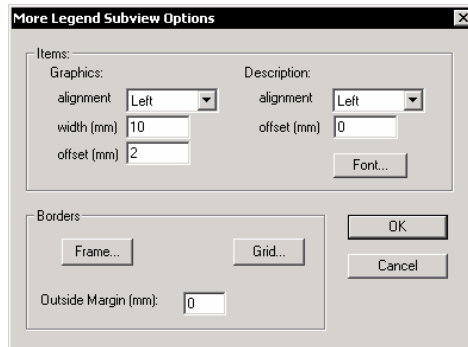 More Legend Subview Options
Items:
Graphics: Description:
alignment Left alignment Left
width (mm) 10 offset (mm) 0
offset (mm) 2
Font...
Borders
Frame... Grid... OK
Cancel
Outside Margin (mm): 0